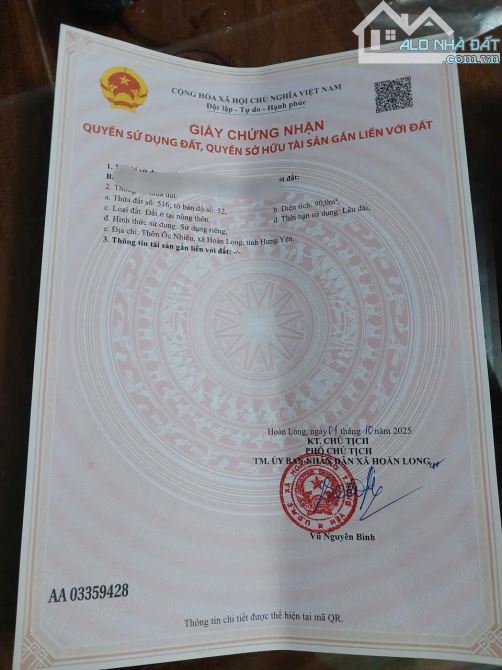 ALO NHÀ ĐẤT
.com.vn
CỘNG HÒA XÃ HỘI CHỦ NGHĨA VIỆT NAM
Độc lập - Tự do - Hạnh phúc
GIẤY CHỨNG NHẬN
QUYỀN SỬ DỤNG ĐẤT, QUYỀN SỞ HỮU TÀI SẢN GẮN LIỀN VỚI ĐẤT
1.
với đất:
2. Thông đất:
a. Thửa đất số: 516, tờ bản đồ số: 52,
b. Diện tích: 90,0m²,
c. Loại đất: Đất ở tại nông thôn.
d. Thời hạn sử dụng: Lâu dài,
đ. Hình thức sử dụng: Sử dụng riêng,
e. Địa chỉ: Thôn Ốc Nhiêu, xã Hoàn Long, tỉnh Hưng Yên.
3. Thông tin tài sản gắn liền với đất: -/-
Hoàn Long, ngày 01 tháng 10 năm 2025
KT. CHỦ TỊCH
PHÓ CHỦ TỊCH
TM. ỦY BAN NHÂN DÂN XÃ HOÀN LONG
Vũ Nguyên Bình
AA 03359428
Thông tin chi tiết được thể hiện tại mã QR.